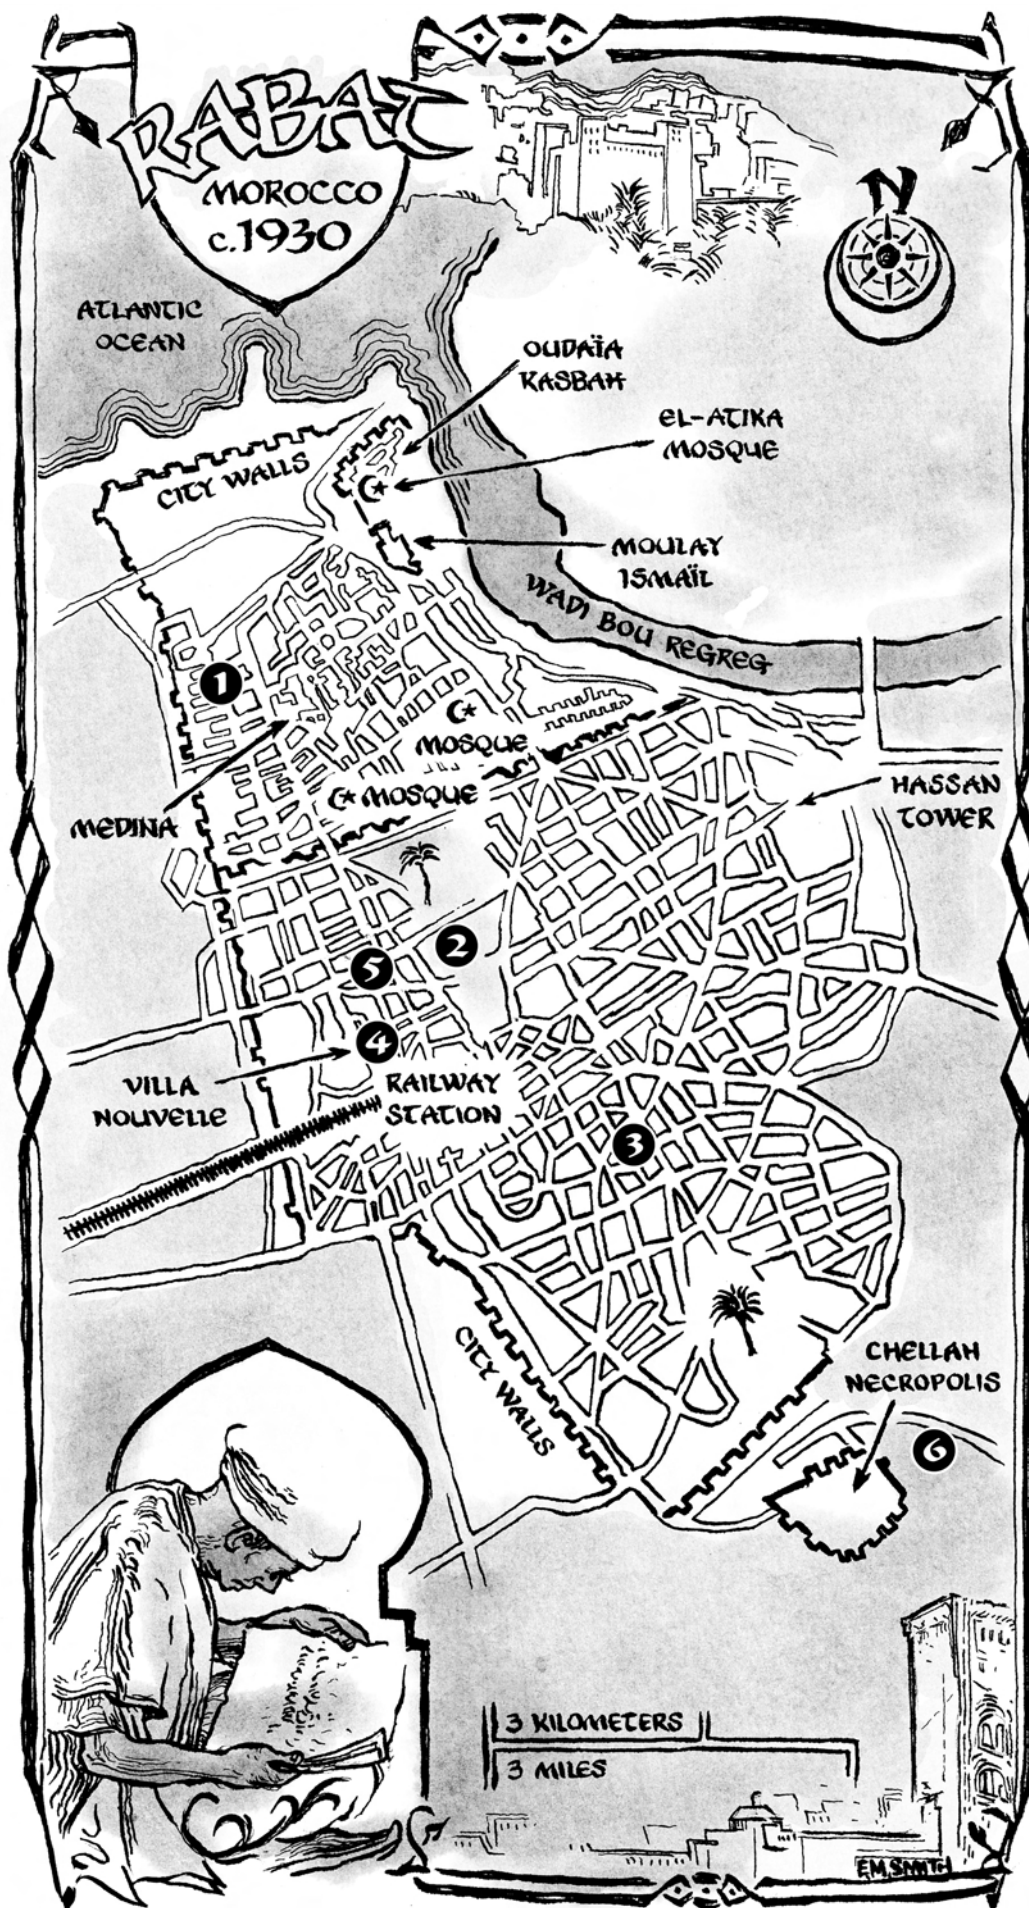 RABAT
MOROCCO
c.1930
N
ATLANTIC
OCEAN
OUDAÏA
KASBAH
EL-ATIKA
MOSQUE
CITY WALLS
MOULAY
ISMAÏL
WADI BOU REGREG
1
MOSQUE
MOSQUE
MEDINA
HASSAN
TOWER
2
5
4
VILLA
NOUVELLE
RAILWAY
STATION
3
CITY WALLS
CHELLAH
NECROPOLIS
6
3 KILOMETERS
3 MILES
E.M.SMITH